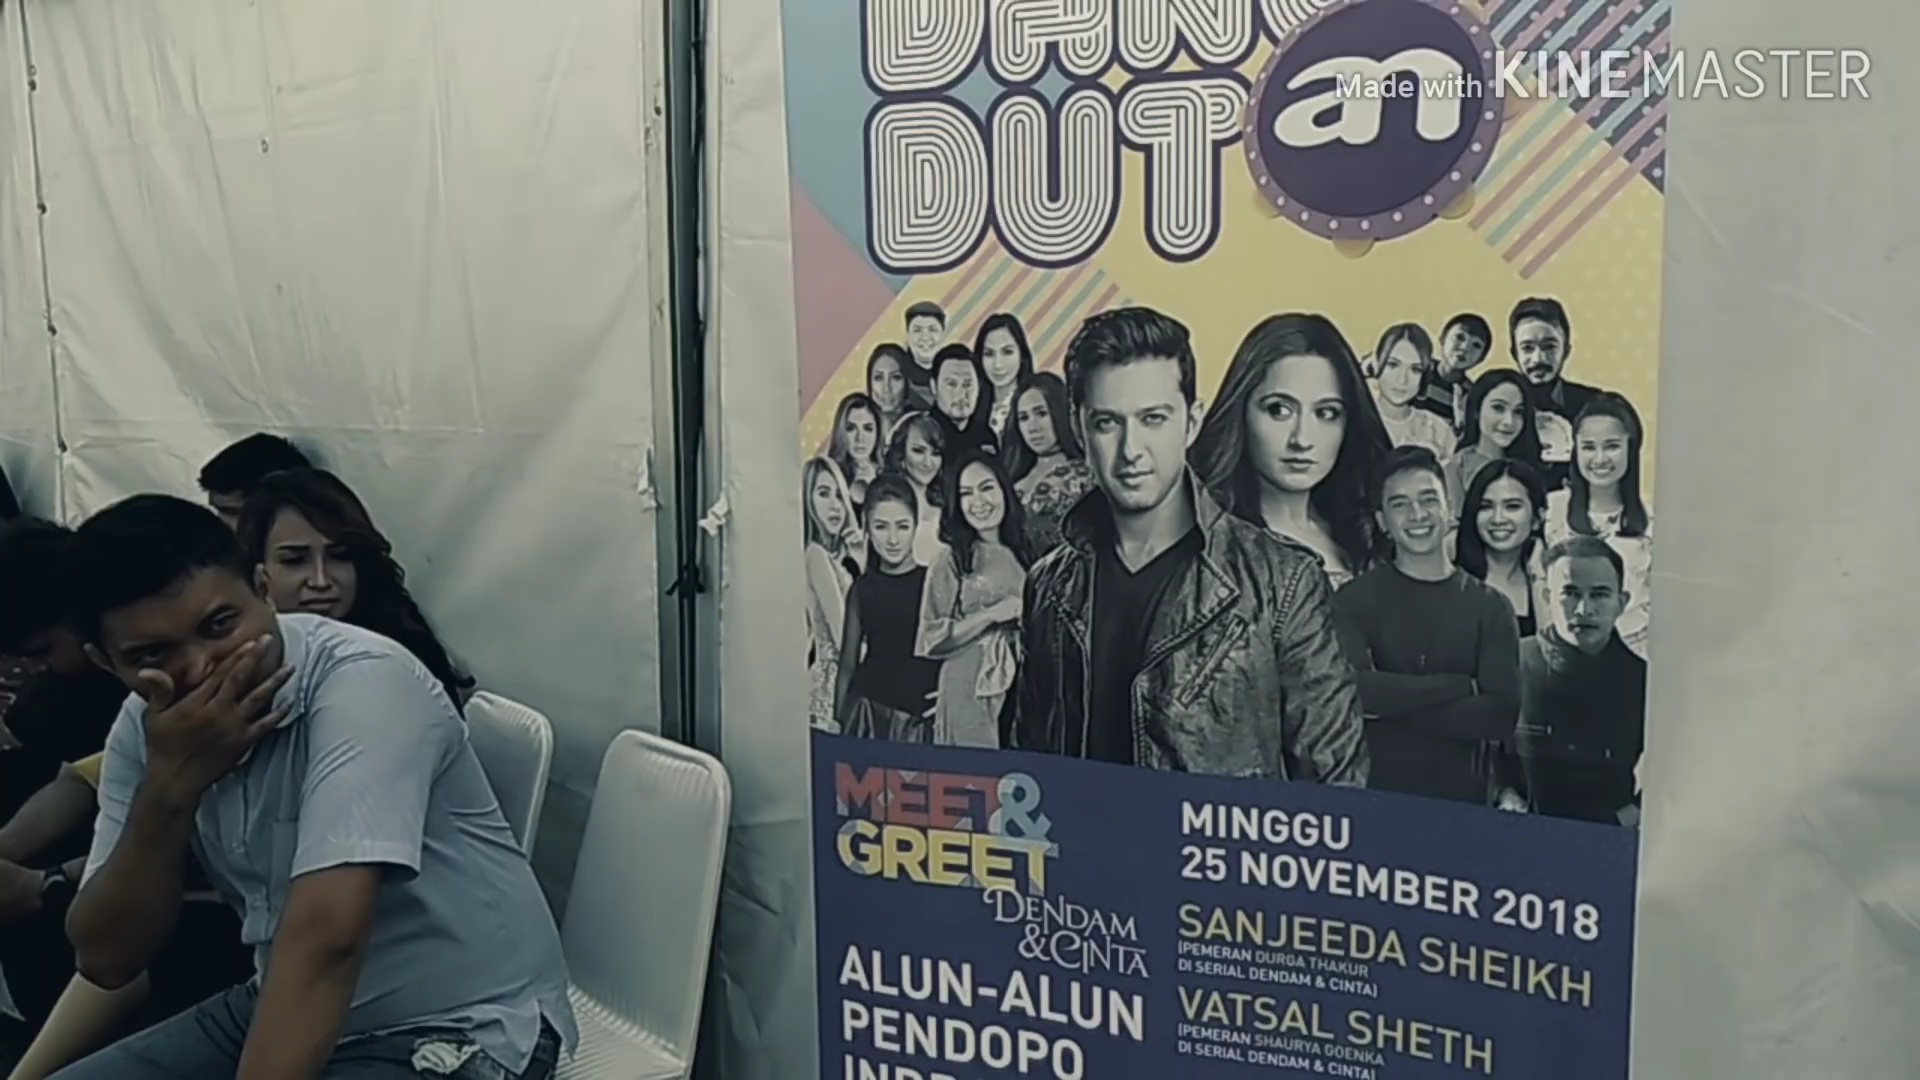 DUT
an
Made with KINEMASTER
MEET &
GREET
DENDAM
&CINTA
ALUN-ALUN
PENDOPO
MINGGU
25 NOVEMBER 2018
SANJEEDA SHEIKH
(PEMERAN DURGA THAKUR
DI SERIAL DENDAM & CINTA)
VATSAL SHETH
(PEMERAN SHAURYA GOENKA
DI SERIAL DENDAM & CINTA)